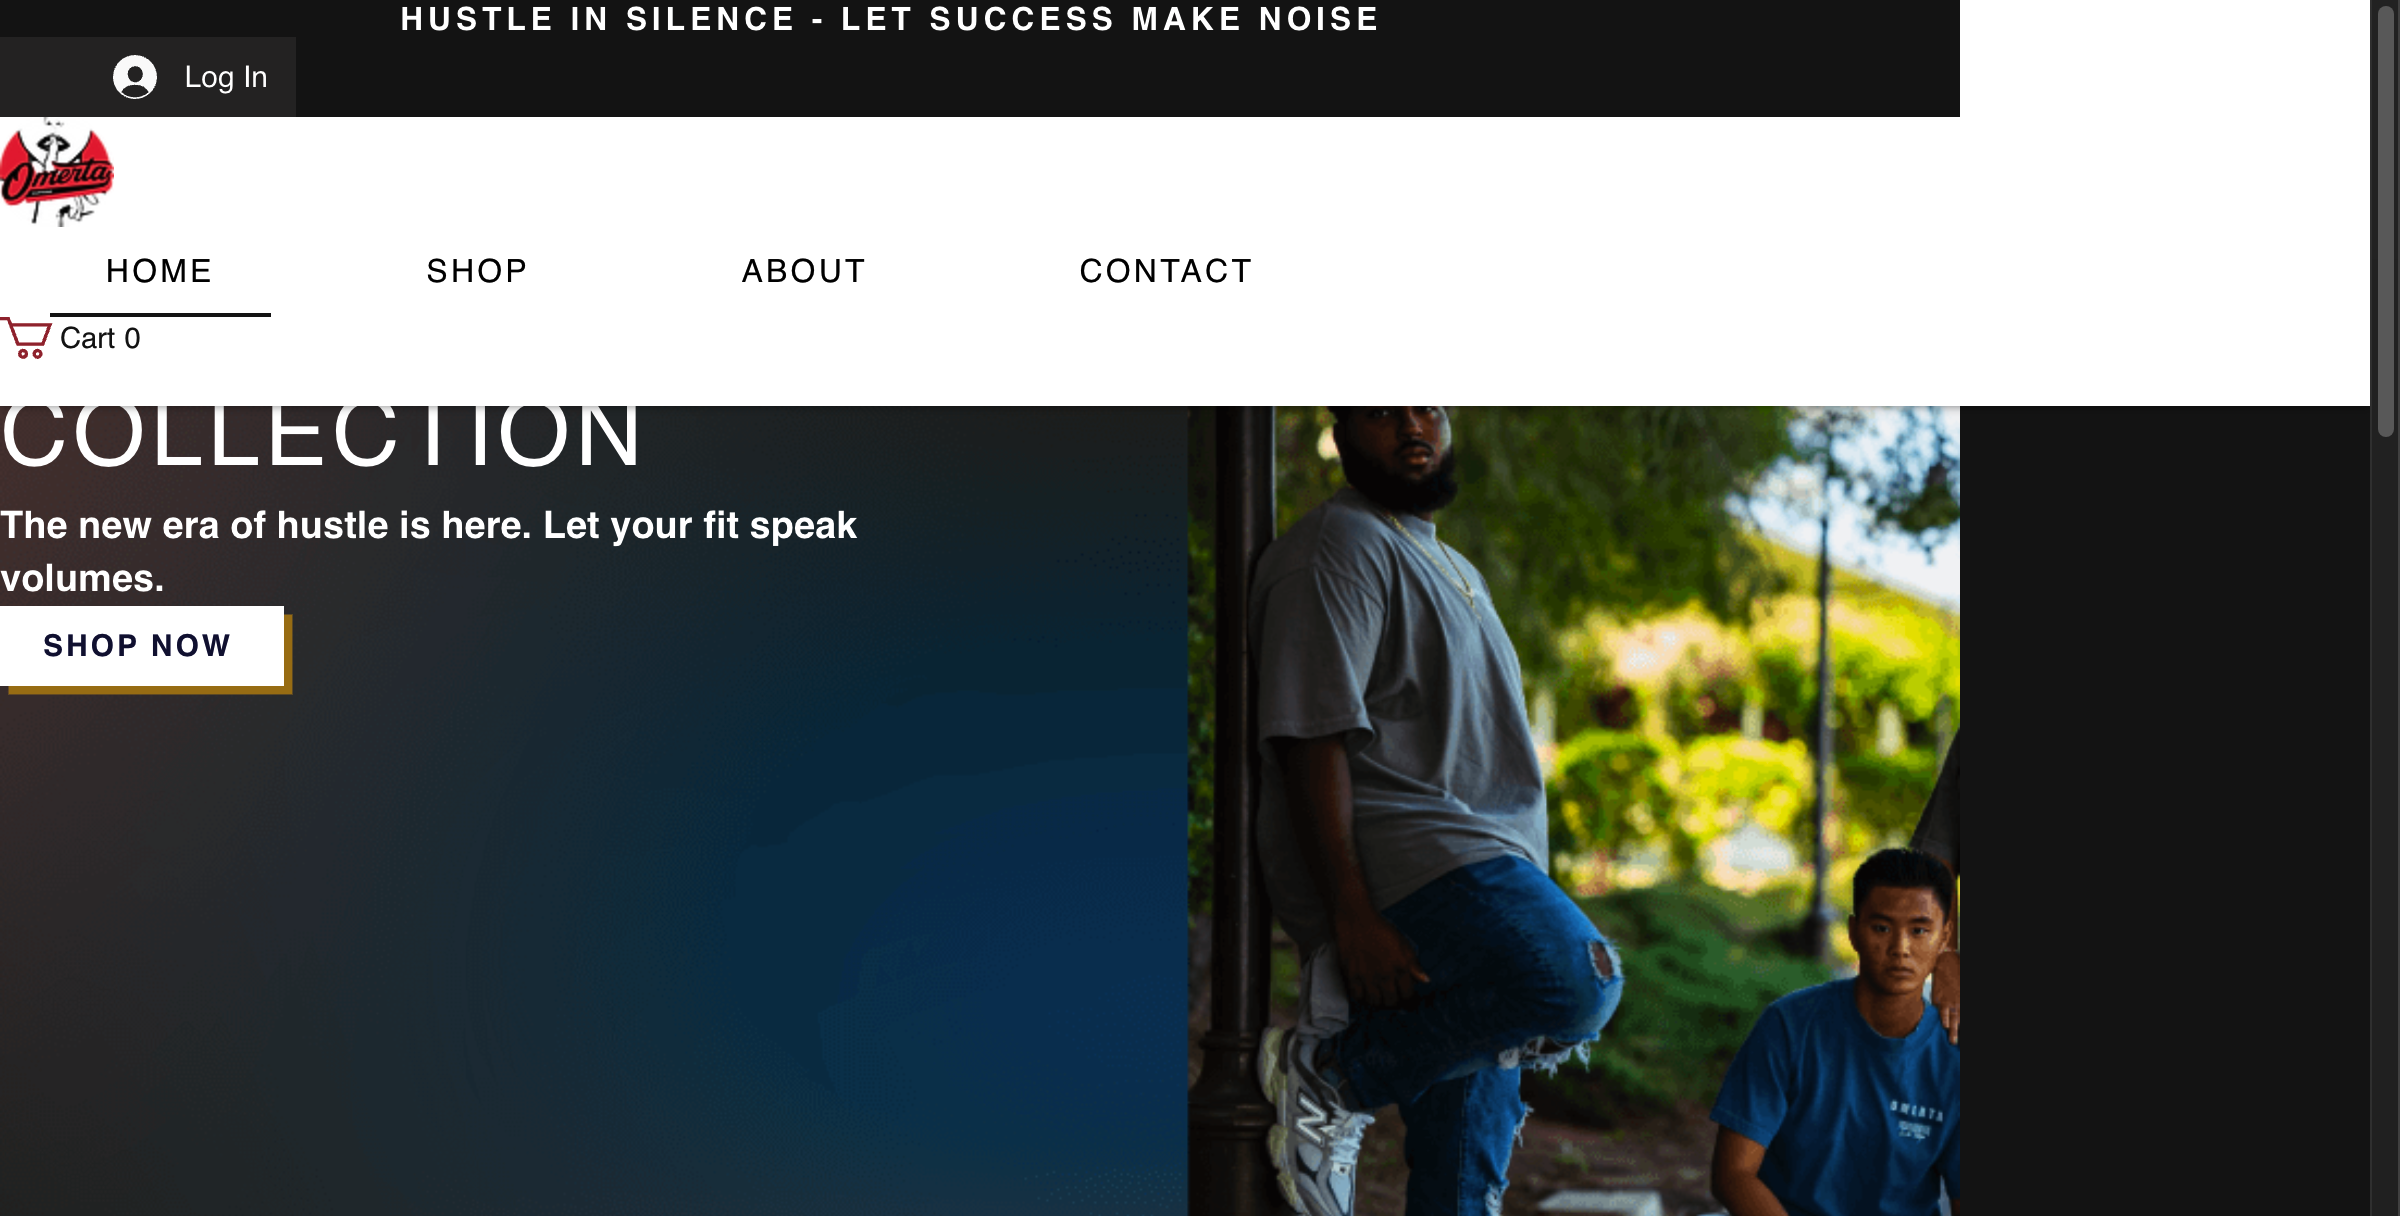 HUSTLE IN SILENCE - LET SUCCESS MAKE NOISE
Log In
Omerta
HOME SHOP ABOUT CONTACT
Cart 0
COLLECTION
The new era of hustle is here. Let your fit speak
volumes.
SHOP NOW
N
OMERTA